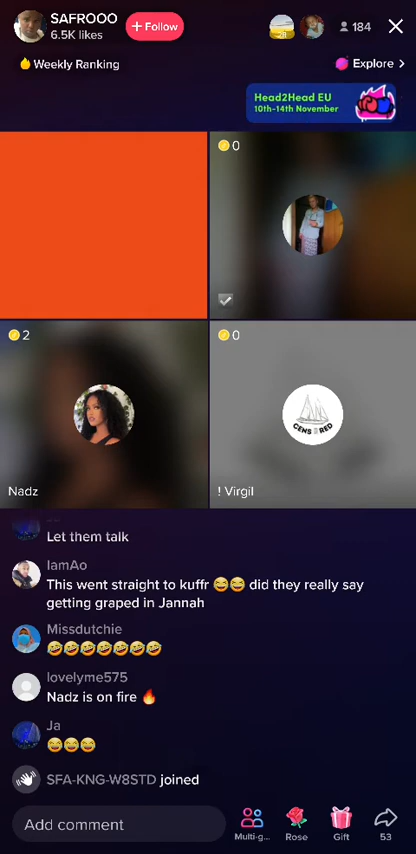 SAFROOO
6.5K likes
+ Follow
184
Weekly Ranking
Explore >
Head2Head EU
10th-14th November
0
2
0
CENS RED
Nadz
! Virgil
Let them talk
IamAo
This went straight to kuffr 😂😂 did they really say
getting graped in Jannah
Missdutchie
🤣🤣🤣🤣🤣🤣🤣
lovelyme575
Nadz is on fire 🔥
Ja
😂😂😂
SFA-KNG-W8STD joined
Add comment
Multi-g...
Rose
Gift
53